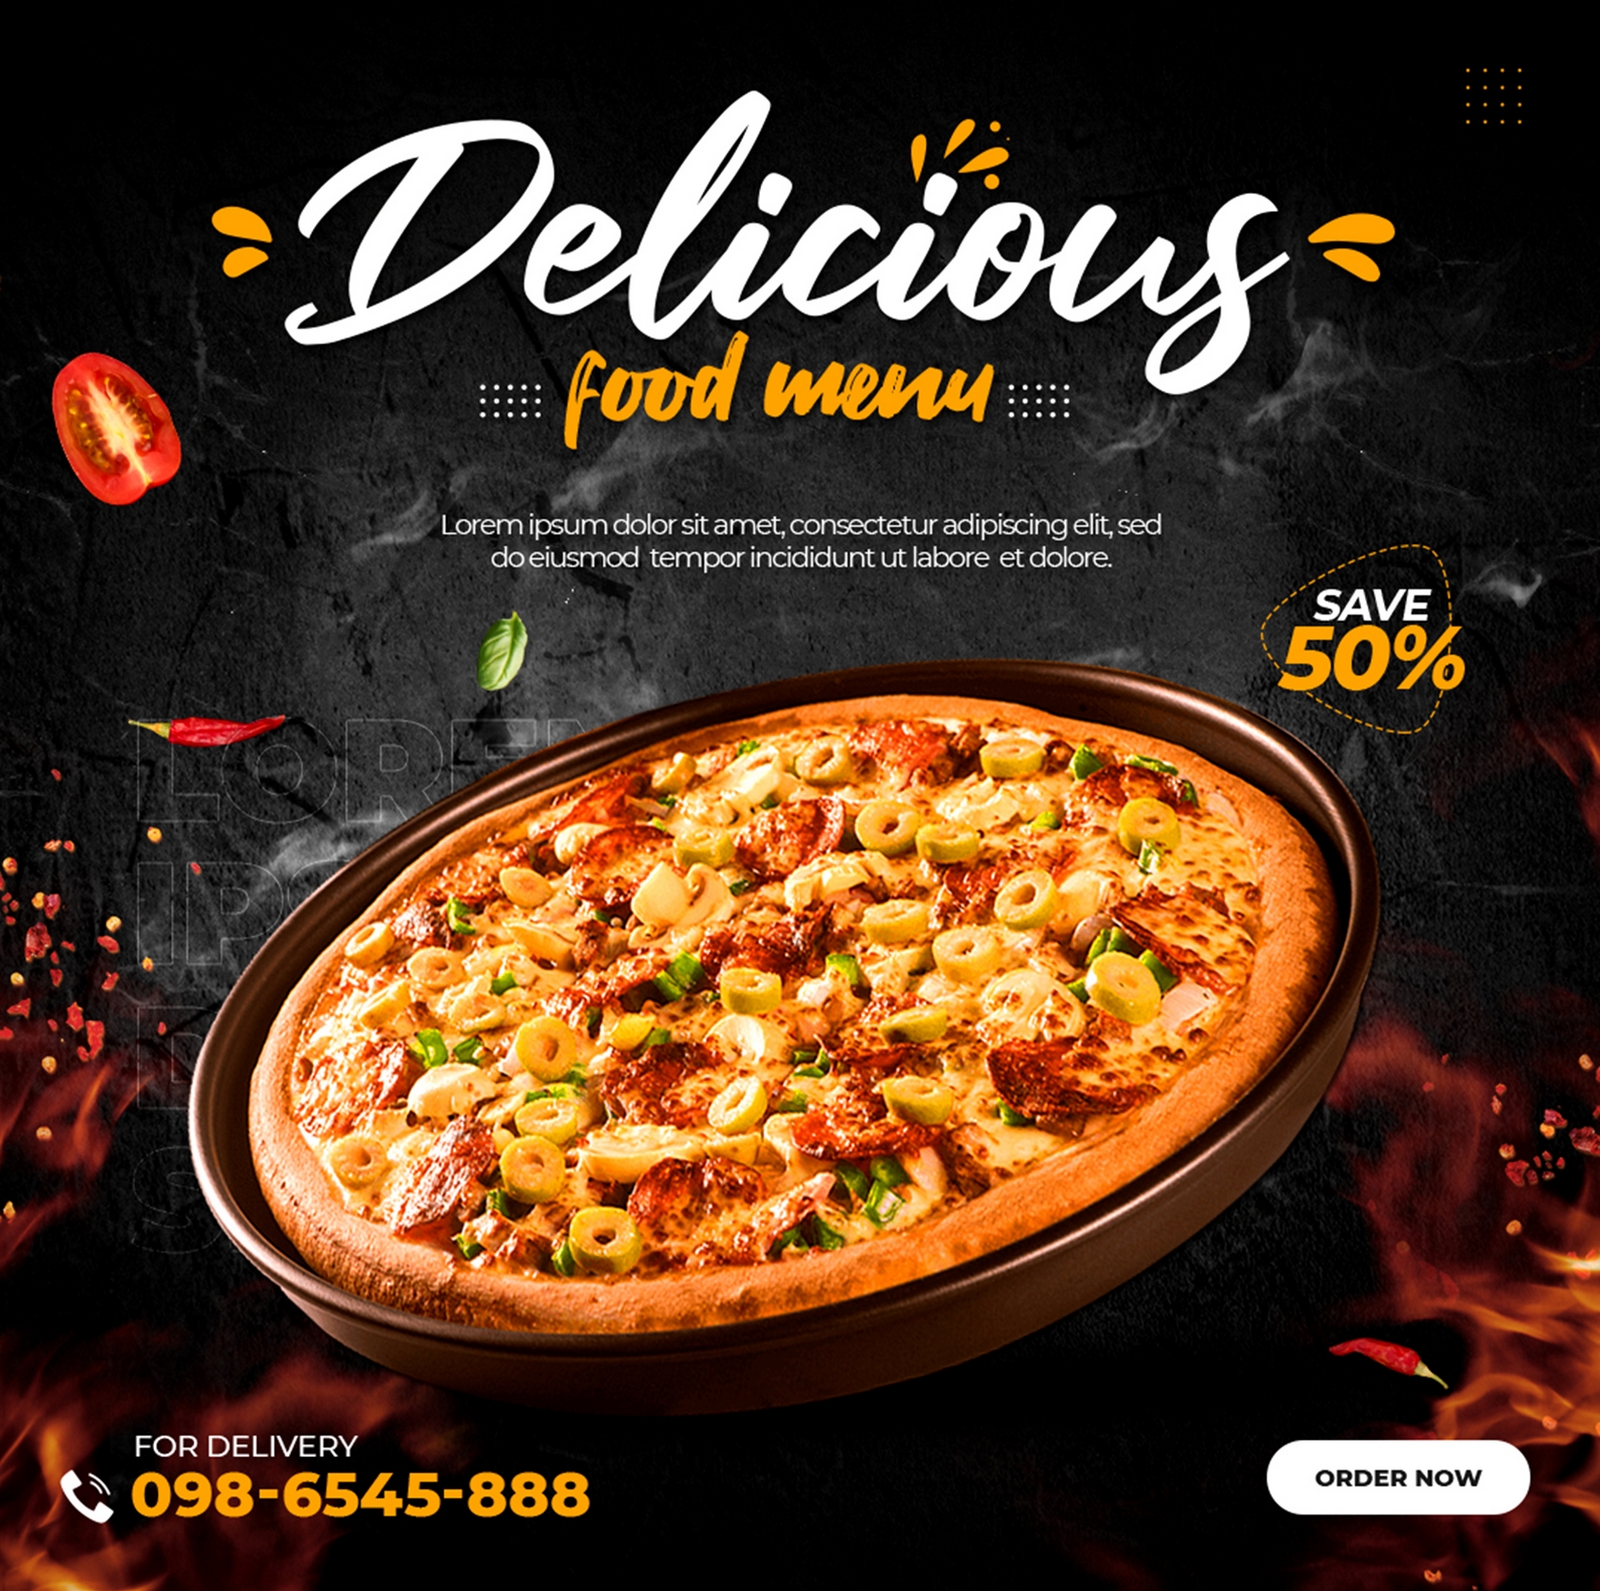 Delicious
food menu
Lorem ipsum dolor sit amet, consectetur adipiscing elit, sed
do eiusmod tempor incididunt ut labore et dolore.
SAVE
50%
LOREM
IPS
D
S
FOR DELIVERY
098-6545-888
ORDER NOW